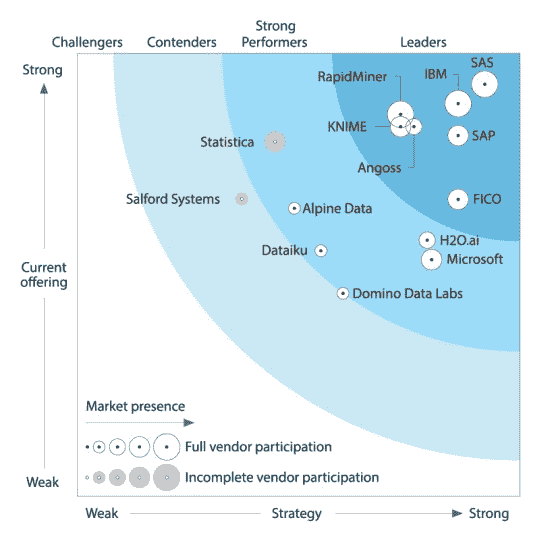 Challengers
Contenders
Strong
Performers
Leaders
Strong
Current
offering
Weak
SAS
IBM
RapidMiner
KNIME
SAP
Statistica
Angoss
Salford Systems
Alpine Data
FICO
Dataiku
H2O.ai
Microsoft
Domino Data Labs
Market presence
Full vendor participation
Incomplete vendor participation
Weak
Strategy
Strong